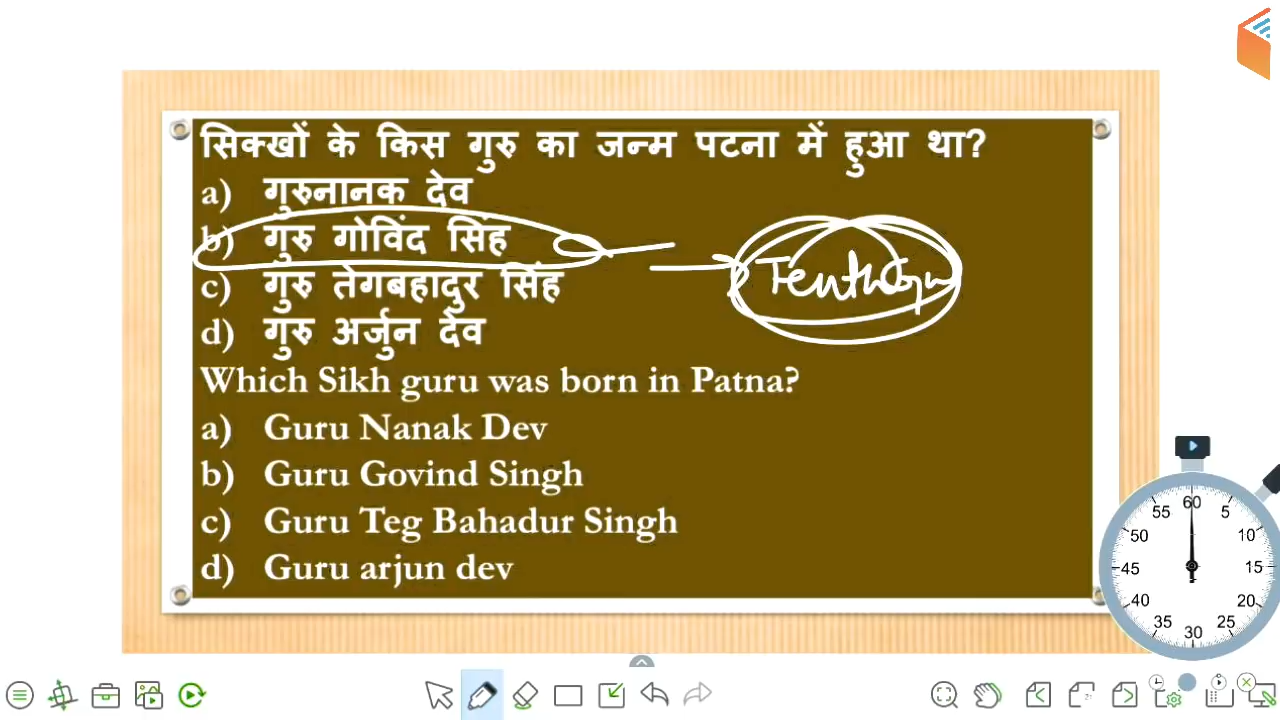 सिक्खों के किस गुरु का जन्म पटना में हुआ था?
a) गुरुनानक देव
b) गुरु गोविंद सिंह
c) गुरु तेगबहादुर सिंह
d) गुरु अर्जुन देव
Tenth
Which Sikh guru was born in Patna?
a) Guru Nanak Dev
b) Guru Govind Singh
c) Guru Teg Bahadur Singh
d) Guru arjun dev
60
55 5
50 10
45 15
40 20
35 25
30